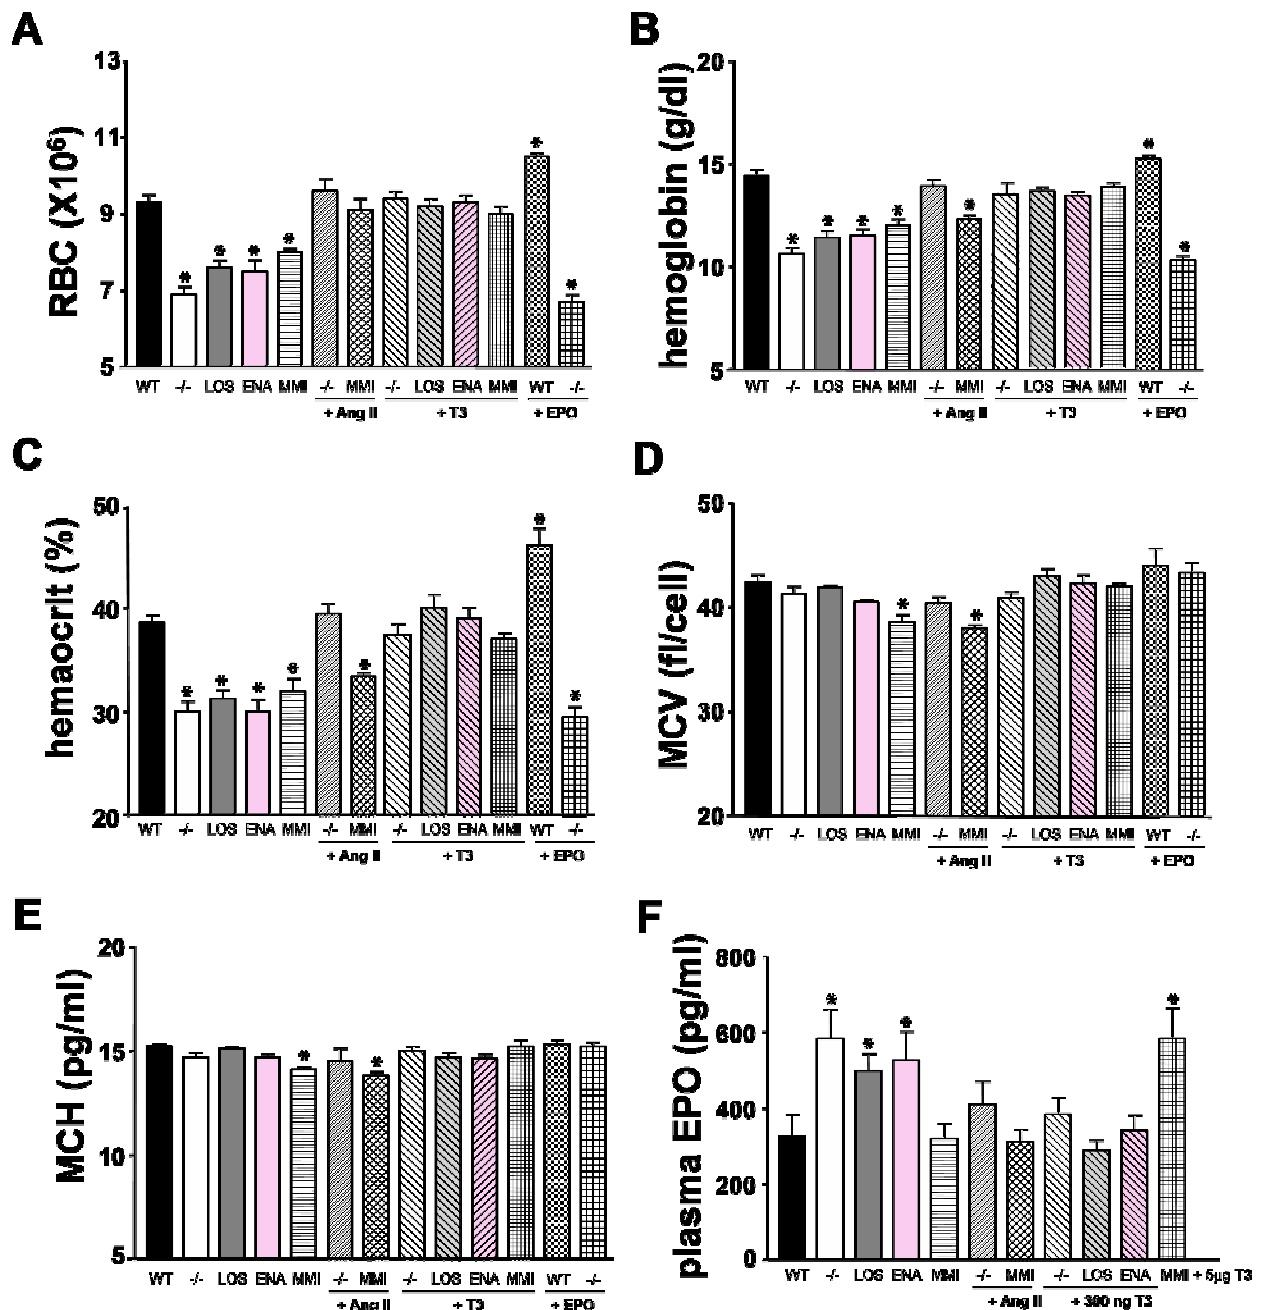 A
RBC (X10⁶)
13
11
9
7
5
* * * * * *
WT -/- LOS ENA MMI -/- MMI -/- LOS ENA MMI WT -/-
+ Ang II + T3 + EPO
B
hemoglobin (g/dl)
20
15
10
5
* * * * * * *
WT -/- LOS ENA MMI -/- MMI -/- LOS ENA MMI WT -/-
+ Ang II + T3 + EPO
C
hemaocrit (%)
50
40
30
20
* * * * * * *
WT -/- LOS ENA MMI -/- MMI -/- LOS ENA MMI WT -/-
+ Ang II + T3 + EPO
D
MCV (fl/cell)
50
40
30
20
* *
WT -/- LOS ENA MMI -/- MMI -/- LOS ENA MMI WT -/-
+ Ang II + T3 + EPO
E
MCH (pg/ml)
20
15
10
5
* *
WT -/- LOS ENA MMI -/- MMI -/- LOS ENA MMI WT -/-
+ Ang II + T3 + EPO
F
plasma EPO (pg/ml)
800
600
400
200
0
* * * *
WT -/- LOS ENA MMI -/- MMI -/- LOS ENA MMI + 5µg T3
+ Ang II + 300 ng T3